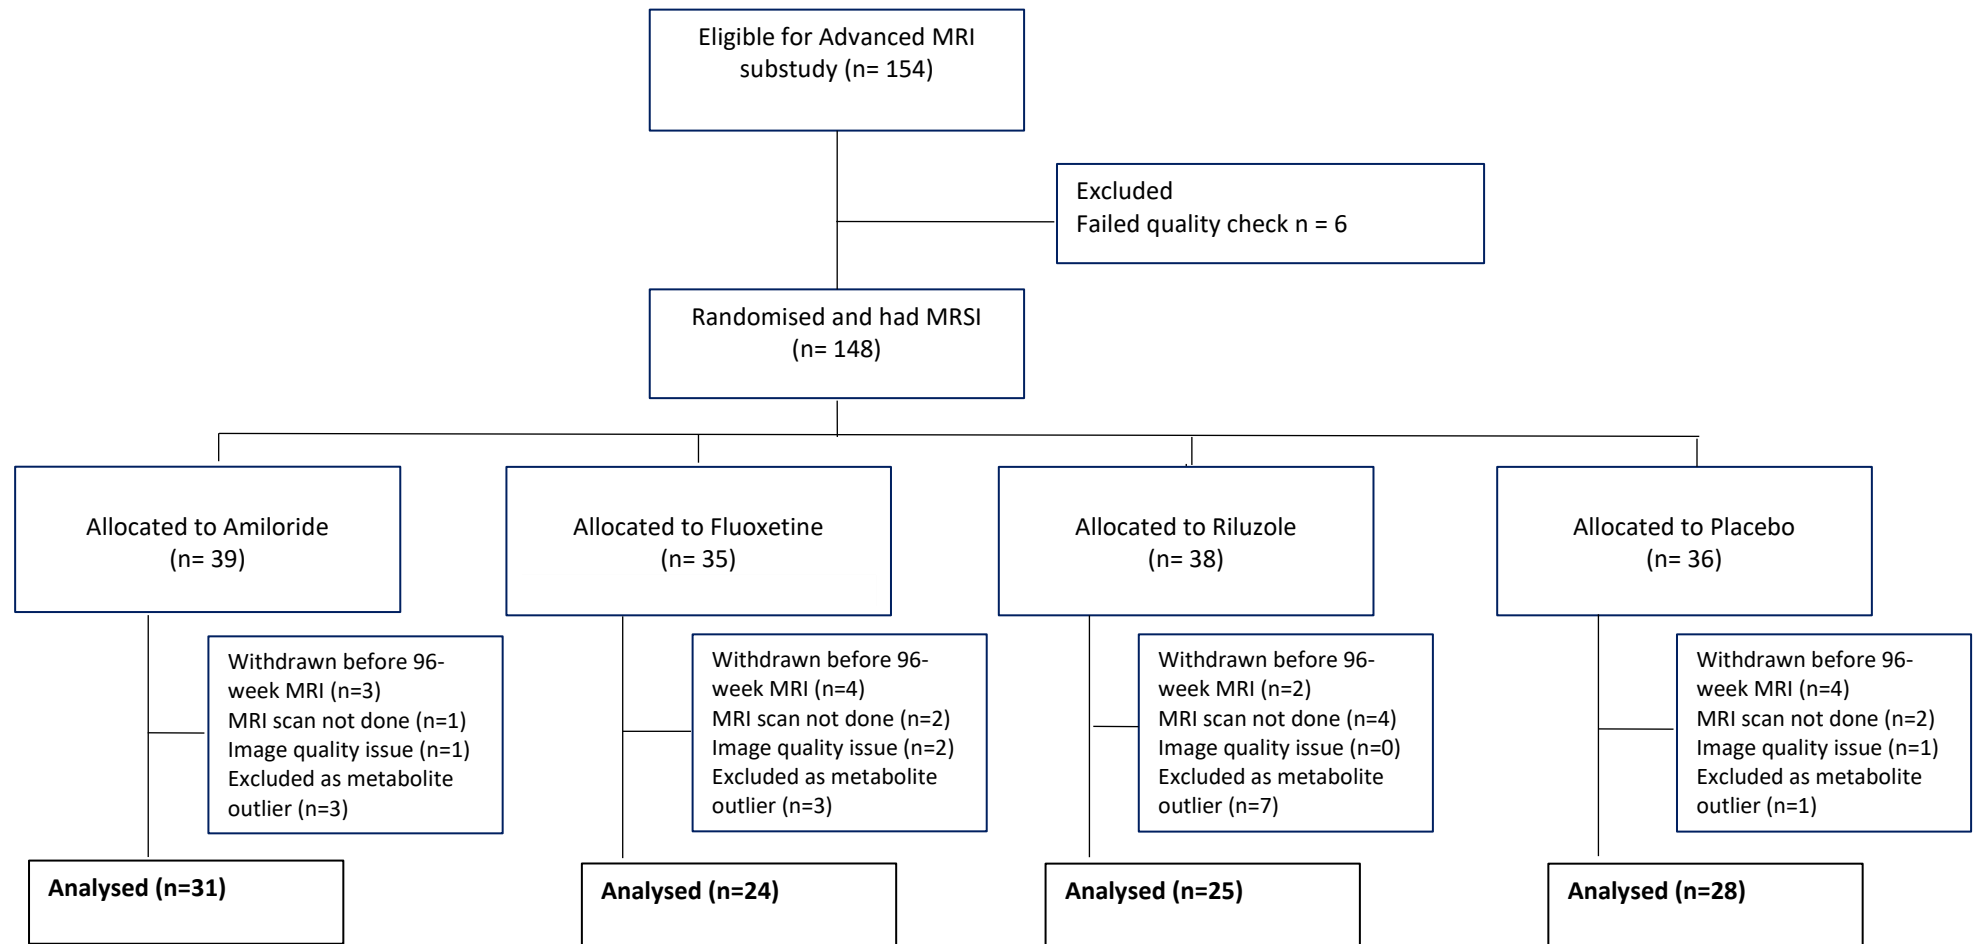 Eligible for Advanced MRI
substudy (n= 154)
Excluded
Failed quality check n = 6
Randomised and had MRSI
(n= 148)
Allocated to Amiloride
(n= 39)
Allocated to Fluoxetine
(n= 35)
Allocated to Riluzole
(n= 38)
Allocated to Placebo
(n= 36)
Withdrawn before 96-
week MRI (n=3)
MRI scan not done (n=1)
Image quality issue (n=1)
Excluded as metabolite
outlier (n=3)
Withdrawn before 96-
week MRI (n=4)
MRI scan not done (n=2)
Image quality issue (n=2)
Excluded as metabolite
outlier (n=3)
Withdrawn before 96-
week MRI (n=2)
MRI scan not done (n=4)
Image quality issue (n=0)
Excluded as metabolite
outlier (n=7)
Withdrawn before 96-
week MRI (n=4)
MRI scan not done (n=2)
Image quality issue (n=1)
Excluded as metabolite
outlier (n=1)
Analysed (n=31)
Analysed (n=24)
Analysed (n=25)
Analysed (n=28)